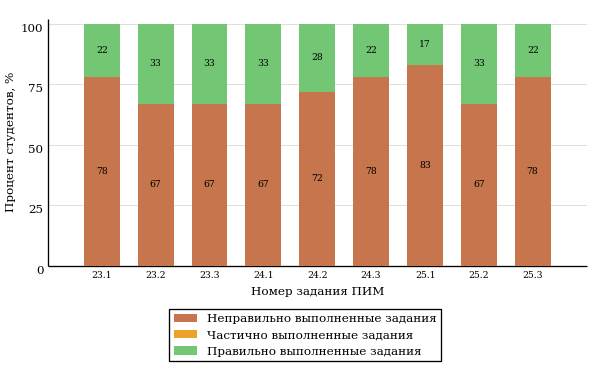 100
75
50
25
0
Процент студентов, %
22 33 33 33 28 22 17 33 22
78 67 67 67 72 78 83 67 78
23.1 23.2 23.3 24.1 24.2 24.3 25.1 25.2 25.3
Номер задания ПИМ
Неправильно выполненные задания
Частично выполненные задания
Правильно выполненные задания